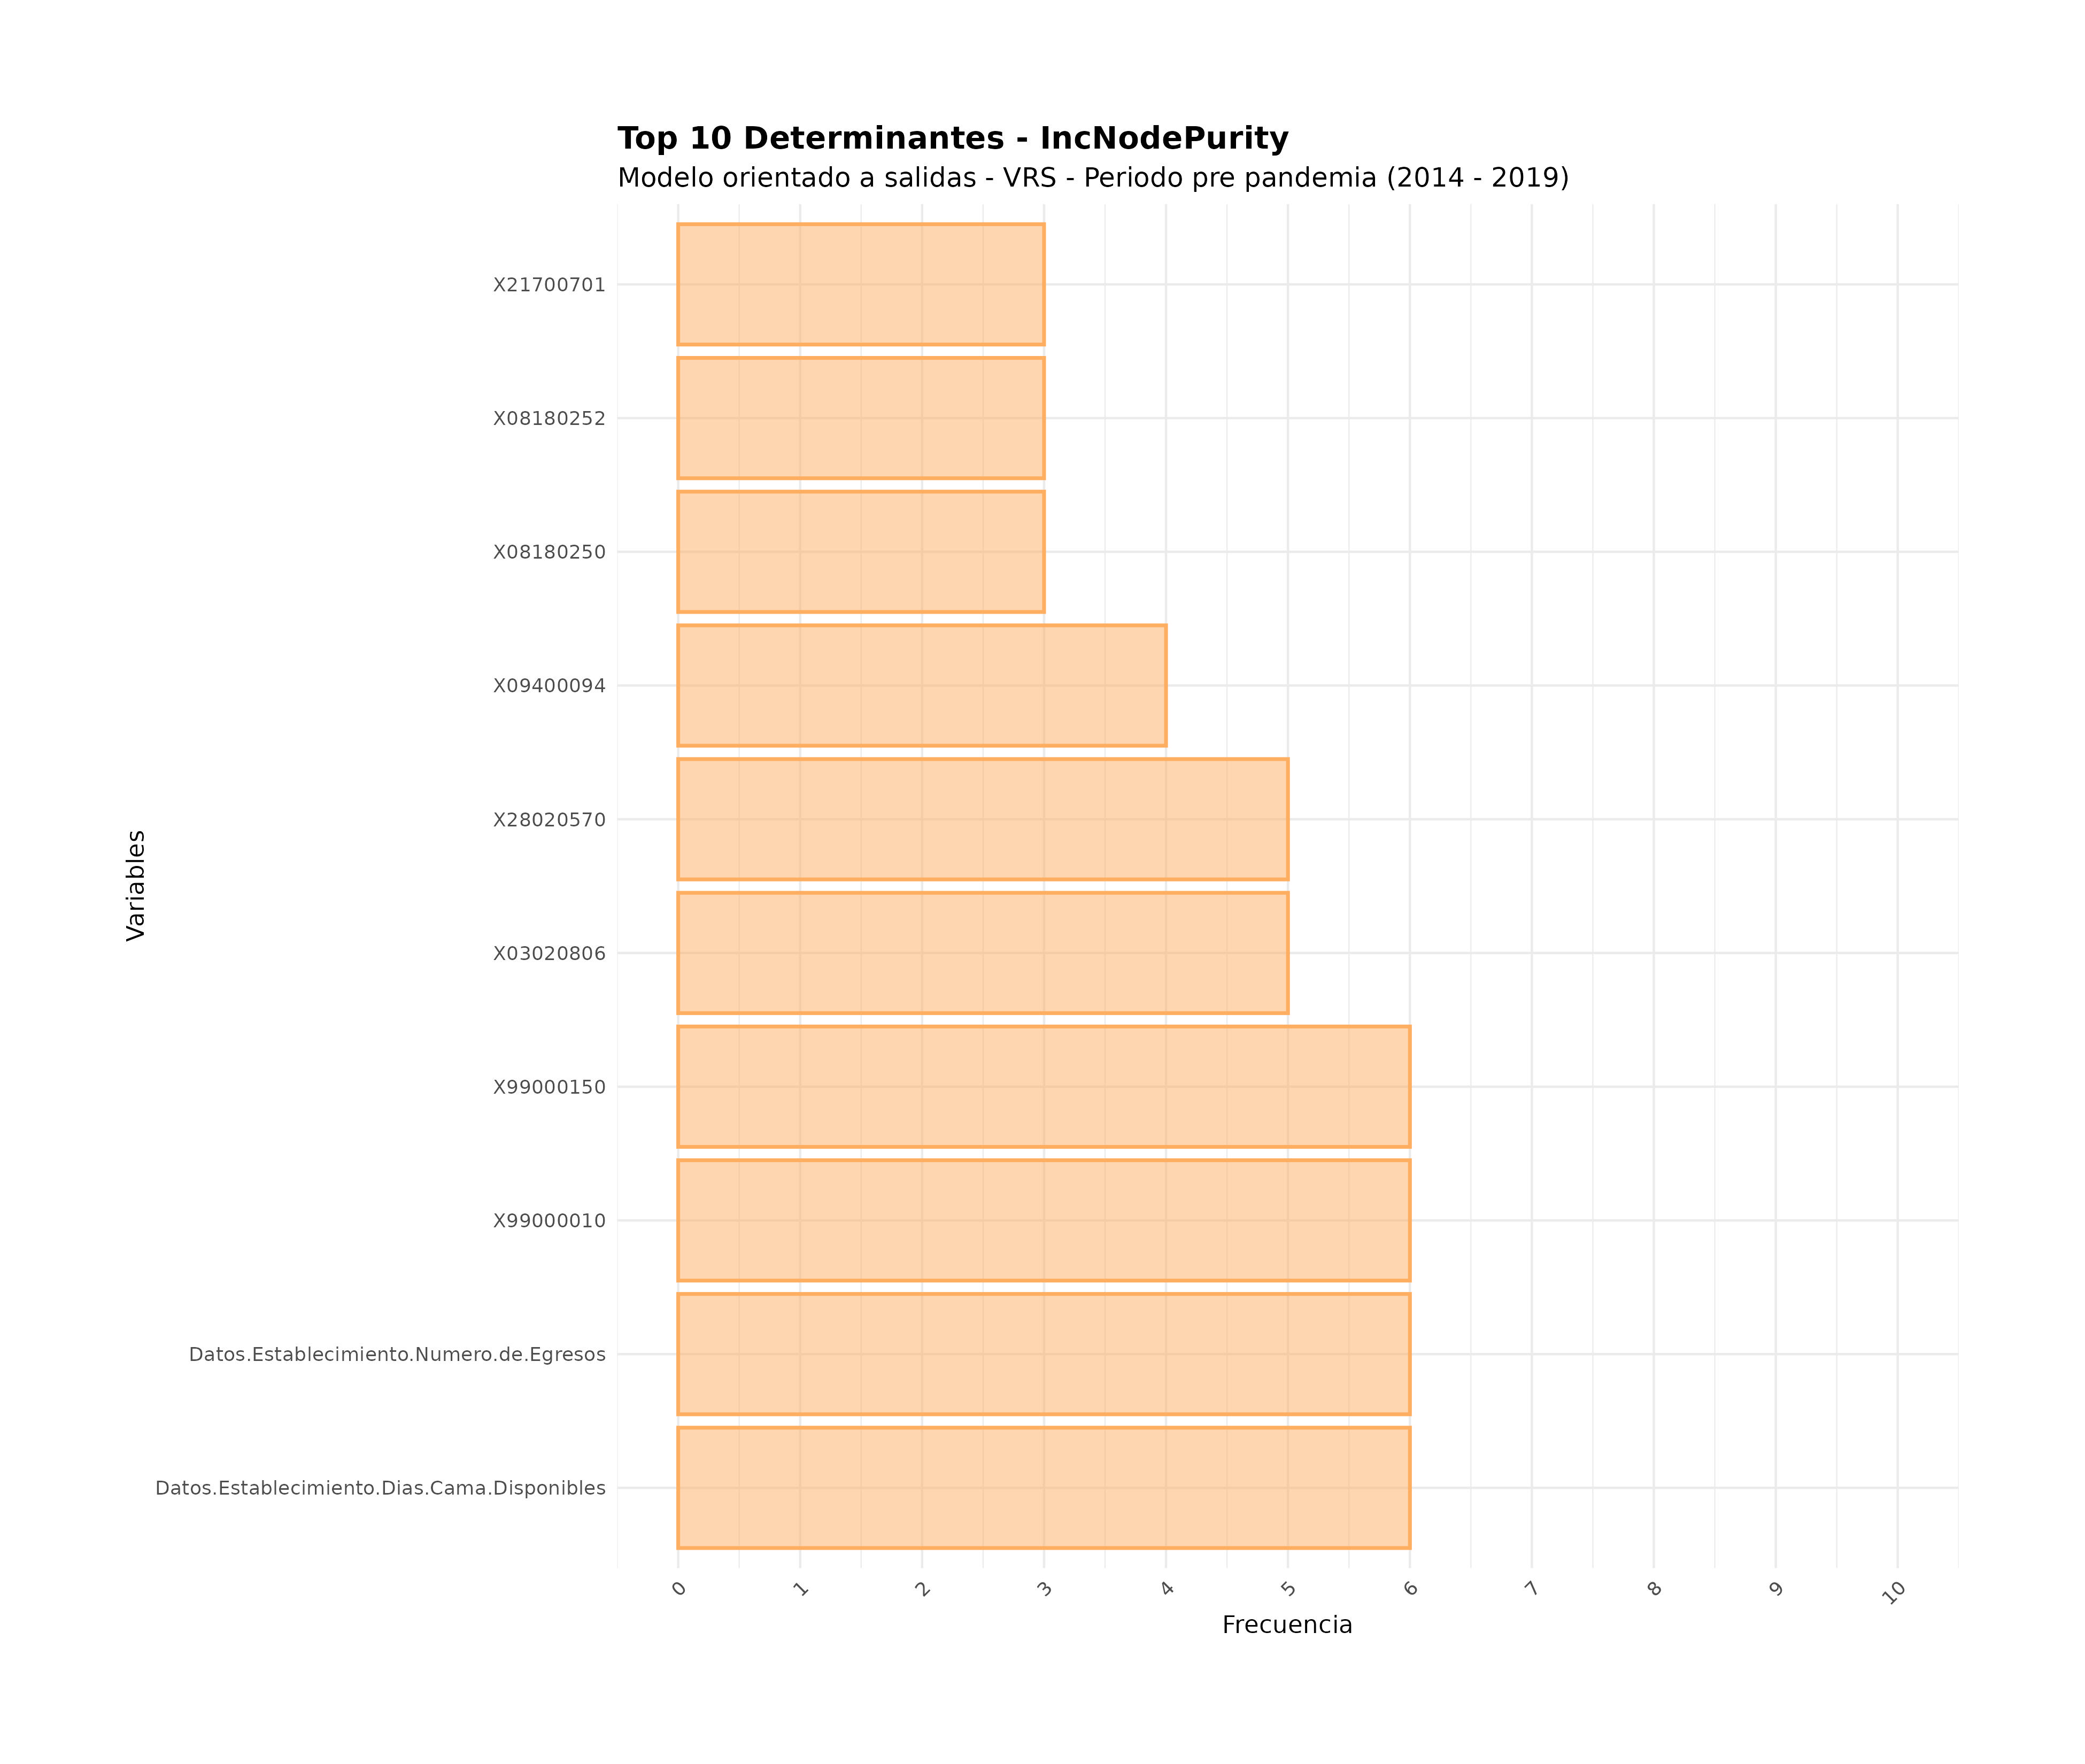 Top 10 Determinantes - IncNodePurity
Modelo orientado a salidas - VRS - Periodo pre pandemia (2014 - 2019)
Variables
X21700701
X08180252
X08180250
X09400094
X28020570
X03020806
X99000150
X99000010
Datos.Establecimiento.Numero.de.Egresos
Datos.Establecimiento.Dias.Cama.Disponibles
0 1 2 3 4 5 6 7 8 9 10
Frecuencia